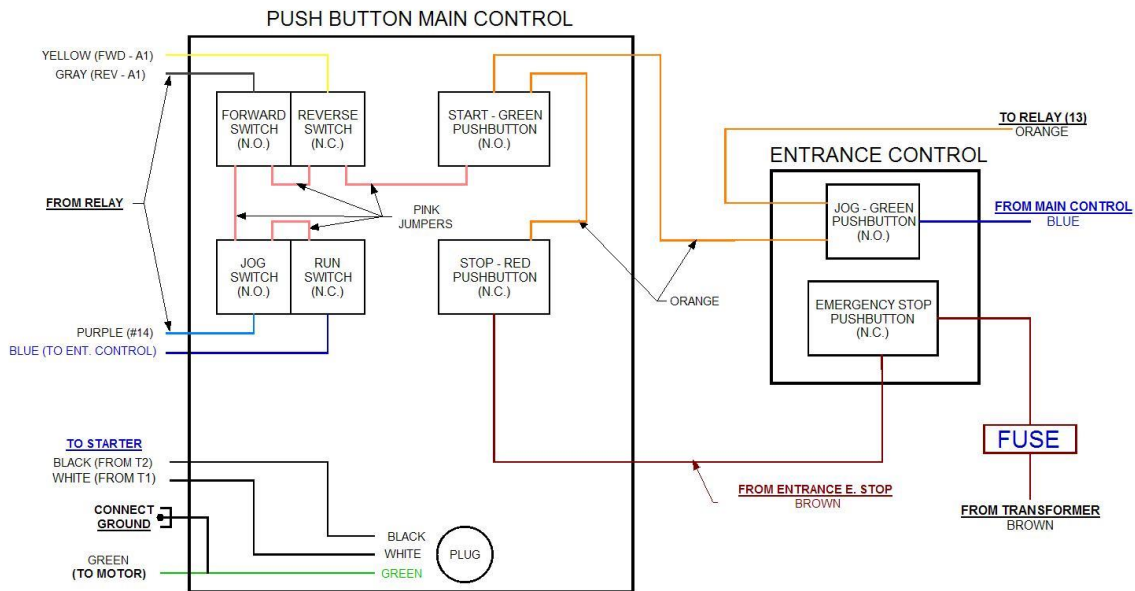 PUSH BUTTON MAIN CONTROL
YELLOW (FWD - A1)
GRAY (REV - A1)
FORWARD
SWITCH
(N.O.)
REVERSE
SWITCH
(N.C.)
START - GREEN
PUSHBUTTON
(N.O.)
FROM RELAY
PINK
JUMPERS
JOG
SWITCH
(N.O.)
RUN
SWITCH
(N.C.)
STOP - RED
PUSHBUTTON
(N.C.)
ORANGE
PURPLE (#14)
BLUE (TO ENT. CONTROL)
TO RELAY (13)
ORANGE
ENTRANCE CONTROL
JOG - GREEN
PUSHBUTTON
(N.O.)
FROM MAIN CONTROL
BLUE
EMERGENCY STOP
PUSHBUTTON
(N.C.)
FUSE
FROM TRANSFORMER
BROWN
FROM ENTRANCE E. STOP
BROWN
TO STARTER
BLACK (FROM T2)
WHITE (FROM T1)
CONNECT
GROUND
GREEN
(TO MOTOR)
BLACK
WHITE
GREEN
PLUG